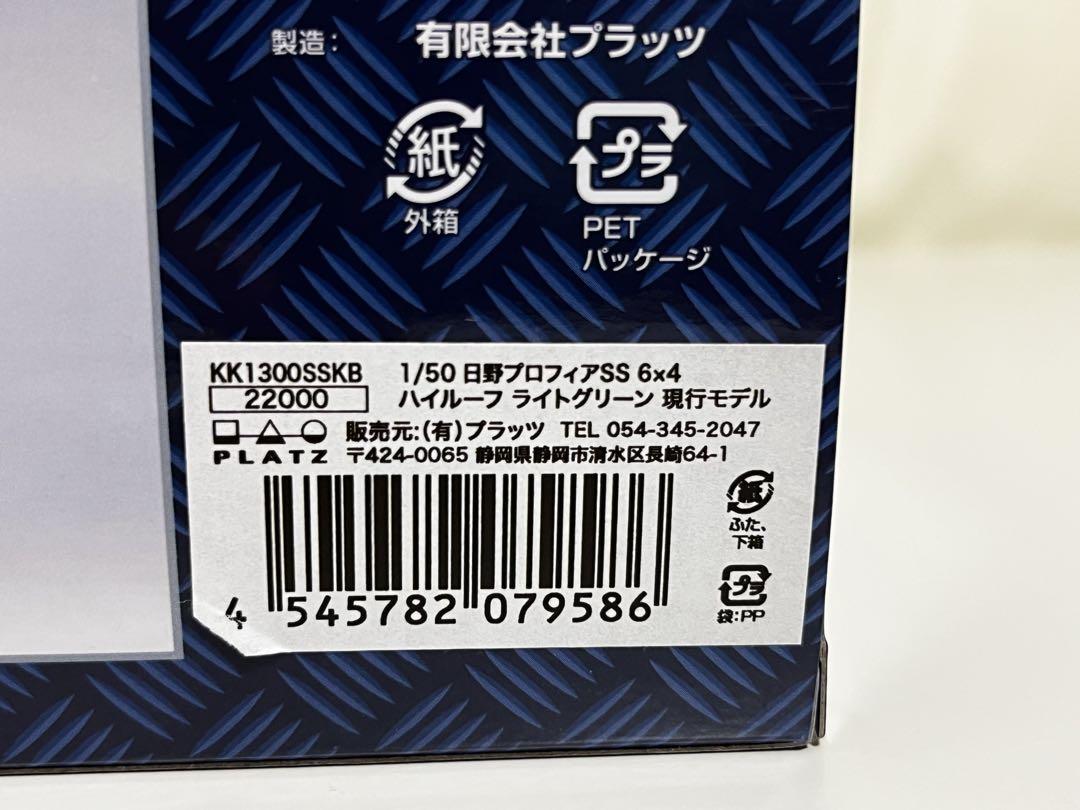 製造： 有限会社プラッツ
紙 プラ
外箱 PET
パッケージ
KK1300SSKB 1/50 日野プロフィアSS 6×4
22000 ハイルーフ ライトグリーン 現行モデル
販売元:(有)プラッツ TEL 054-345-2047
PLATZ 〒424-0065 静岡県静岡市清水区長崎64-1
紙
ふた、
下箱
プラ
袋:PP
4 545782 079586